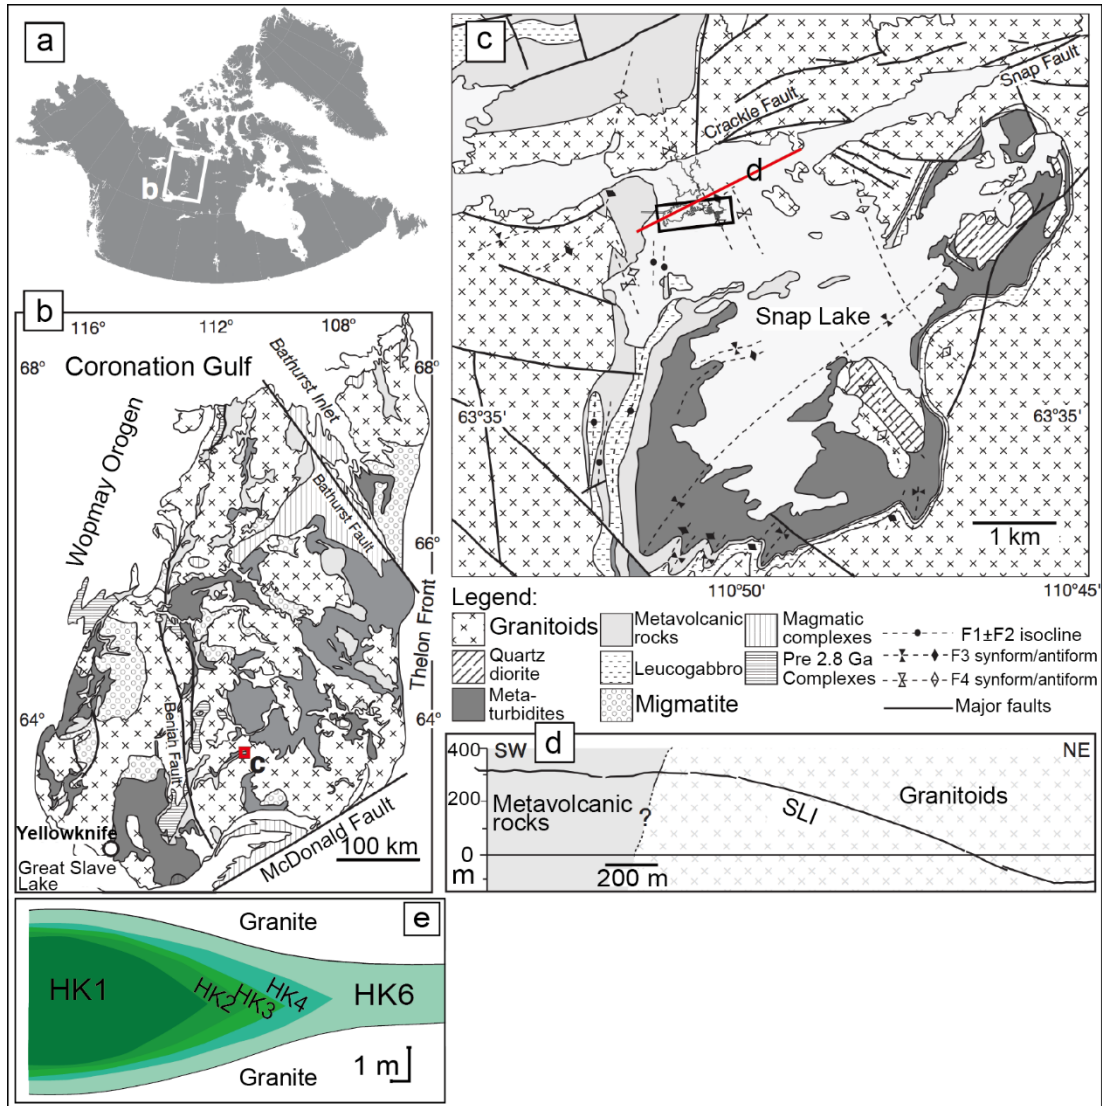 a
b
c
Snap Fault
Crackle Fault
d
Snap Lake
63°35'
63°35'
1 km
110°50'
110°45'
b
116°
112°
108°
Coronation Gulf
68°
68°
Bathurst Inlet
Wopmay Orogen
Bathurst Fault
66°
Thelon Front
64°
64°
Beniah Fault
c
Yellowknife
Great Slave
Lake
McDonald Fault
100 km
Legend:
Granitoids
Quartz
diorite
Meta-
turbidites
Metavolcanic
rocks
Leucogabbro
Migmatite
Magmatic
complexes
Pre 2.8 Ga
Complexes
F1±F2 isocline
F3 synform/antiform
F4 synform/antiform
Major faults
d
400
SW
NE
200
Metavolcanic
rocks
?
SLI
Granitoids
0
m
200 m
e
Granite
HK1
HK2
HK3
HK4
HK6
1 m
Granite